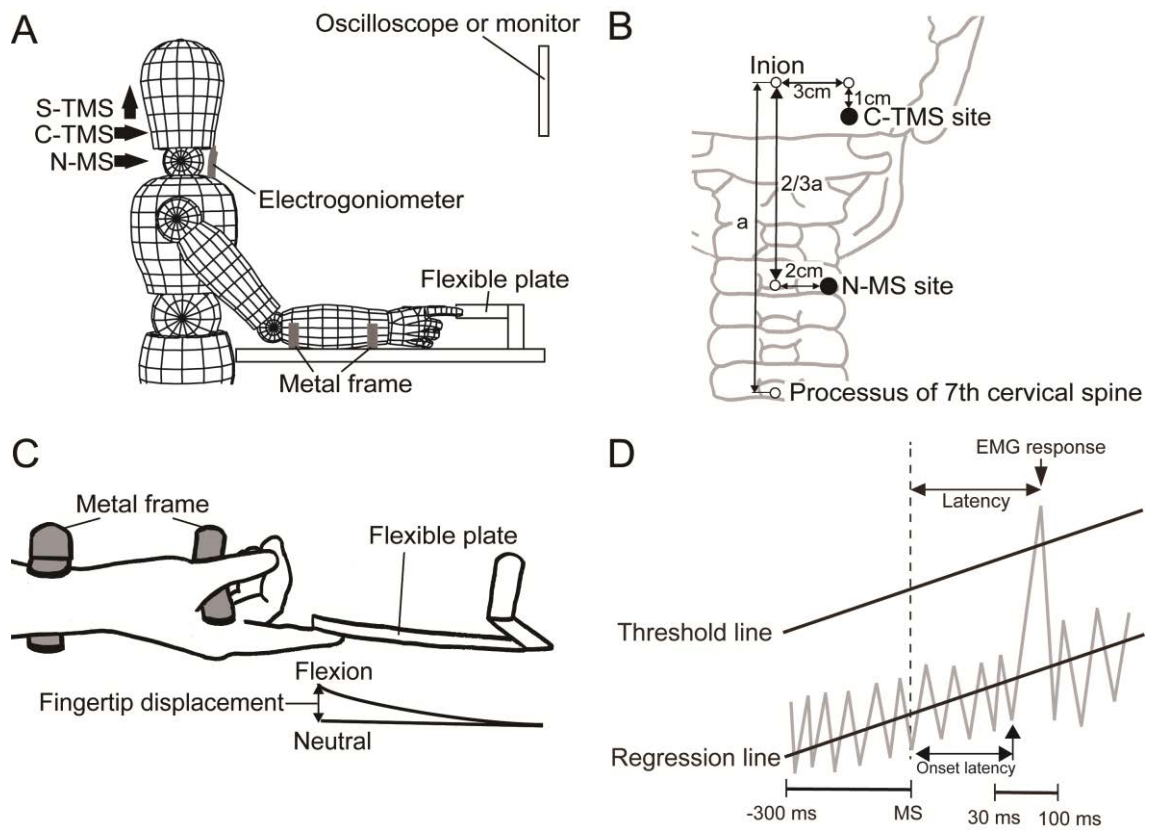 A
Oscilloscope or monitor
S-TMS
C-TMS
N-MS
Electrogoniometer
Flexible plate
Metal frame
B
Inion
3cm
1cm
C-TMS site
2/3a
a
2cm
N-MS site
Processus of 7th cervical spine
C
Metal frame
Flexible plate
Flexion
Fingertip displacement
Neutral
D
EMG response
Latency
Threshold line
Regression line
Onset latency
-300 ms
MS
30 ms
100 ms